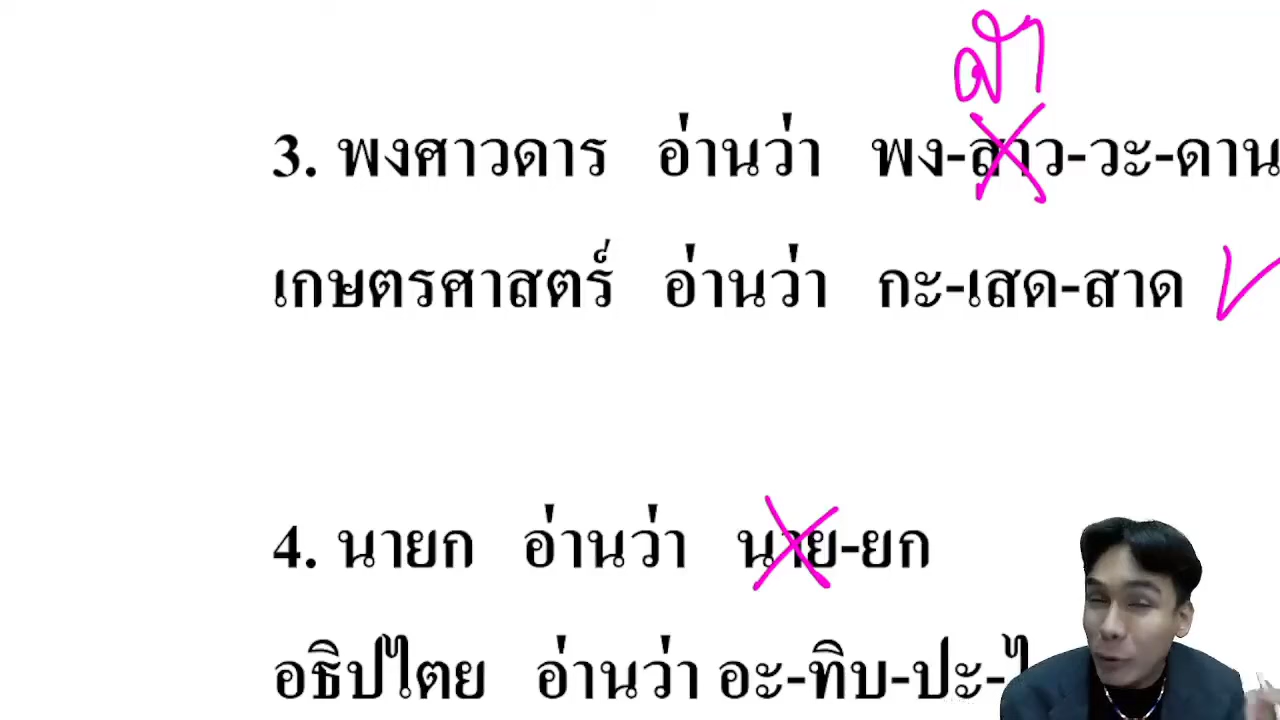 สา
3. พงศาวดาร อ่านว่า พง-สาว-วะ-ดาน
เกษตรศาสตร์ อ่านว่า กะ-เสด-สาด
4. นายก อ่านว่า นาย-ยก
อธิปไตย อ่านว่า อะ-ทิบ-ปะ-